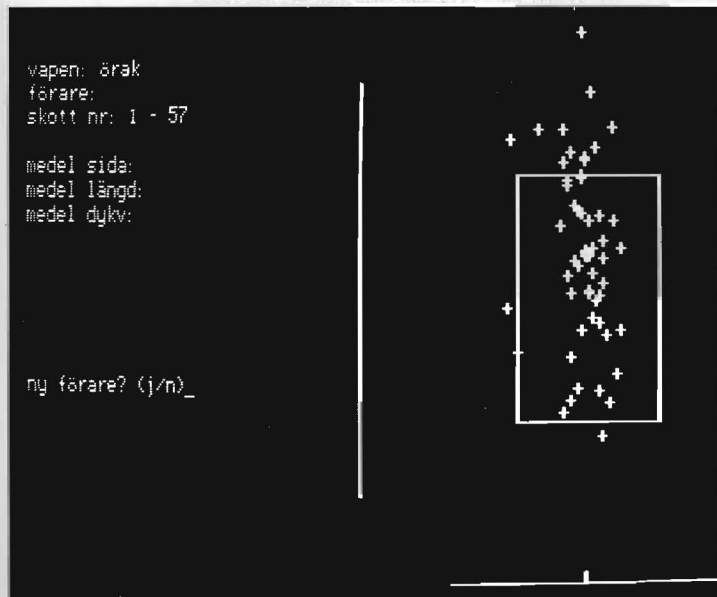 vapen: örak
förare:
skott nr: 1 - 57
medel sida:
medel längd:
medel dykv:
ny förare? (j/n)_